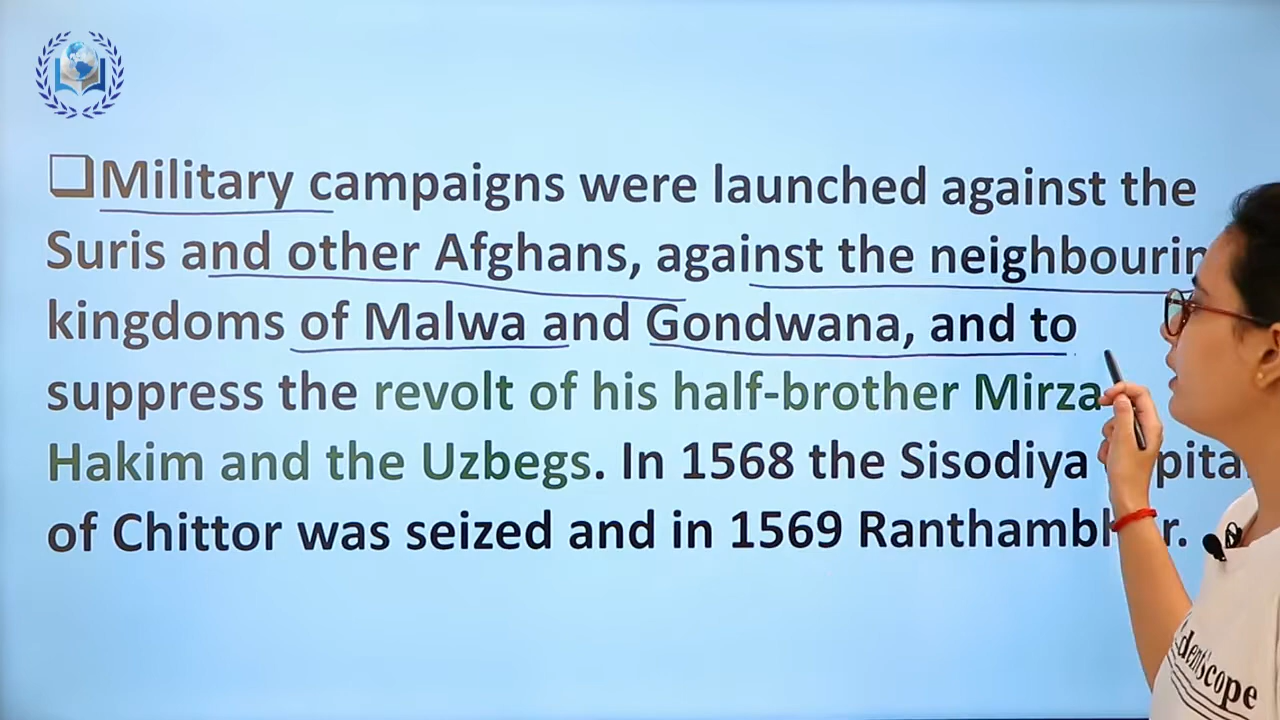 ❑Military campaigns were launched against the
Suris and other Afghans, against the neighbourin
kingdoms of Malwa and Gondwana, and to
suppress the revolt of his half-brother Mirza
Hakim and the Uzbegs. In 1568 the Sisodiya
of Chittor was seized and in 1569